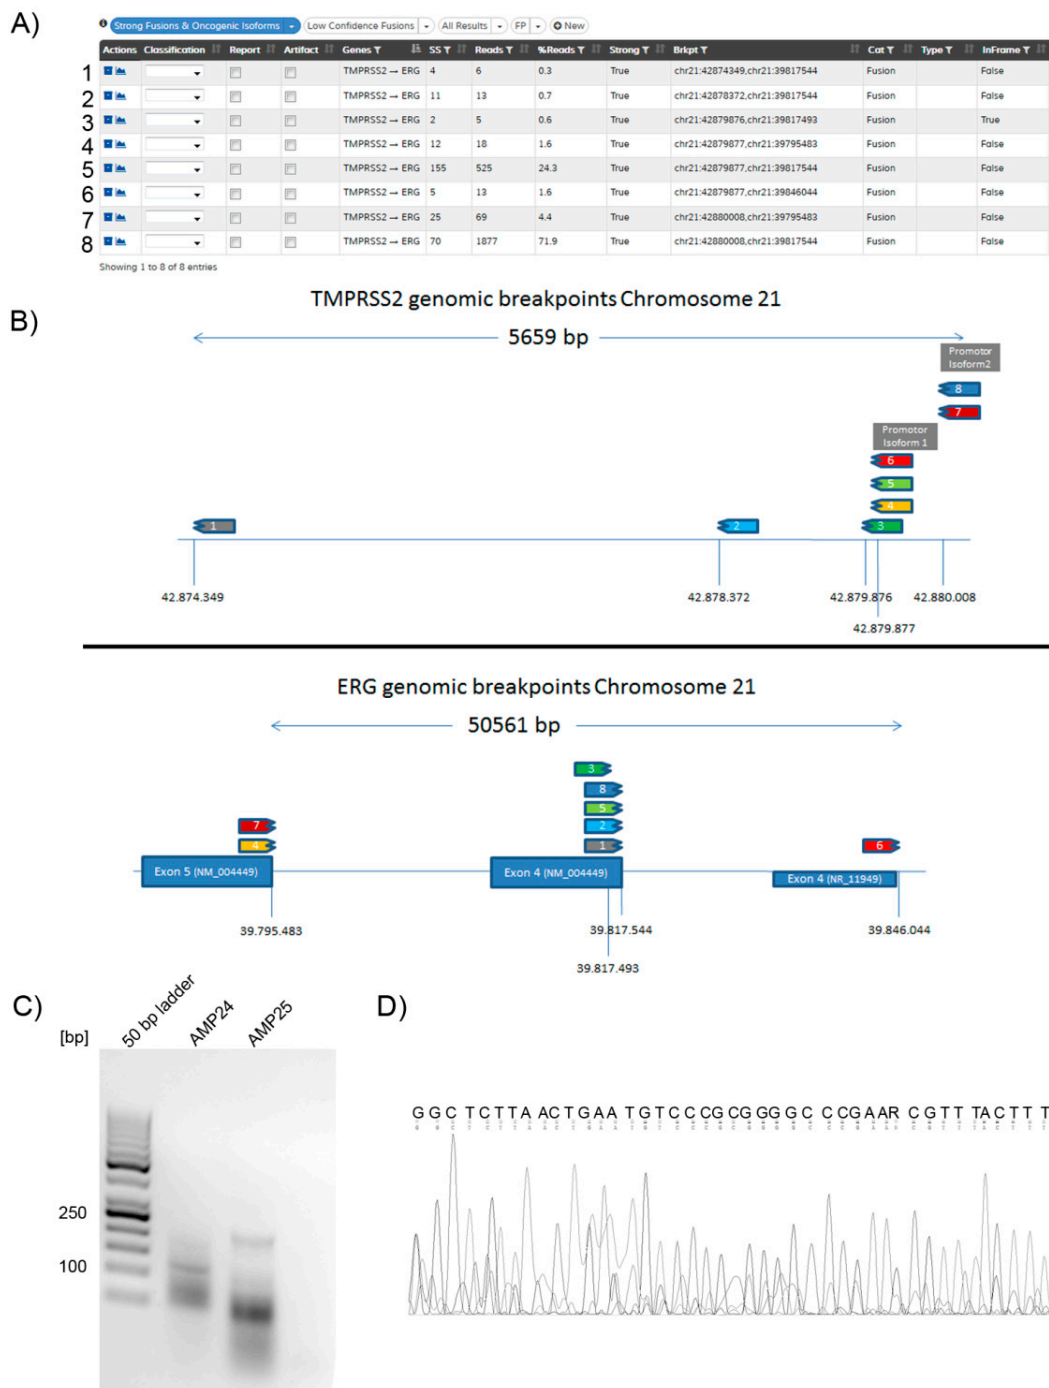 A)
Strong Fusions & Oncogenic Isoforms Low Confidence Fusions All Results FP New
Actions Classification Report Artifact Genes SS Reads %Reads Strong Brkpt Cat Type InFrame
1 TMPRSS2 → ERG 4 6 0.3 True chr21:42874349,chr21:39817544 Fusion False
2 TMPRSS2 → ERG 11 13 0.7 True chr21:42878372,chr21:39817544 Fusion False
3 TMPRSS2 → ERG 2 5 0.6 True chr21:42879876,chr21:39817493 Fusion True
4 TMPRSS2 → ERG 12 18 1.6 True chr21:42879877,chr21:39795483 Fusion False
5 TMPRSS2 → ERG 155 525 24.3 True chr21:42879877,chr21:39817544 Fusion False
6 TMPRSS2 → ERG 5 13 1.6 True chr21:42879877,chr21:39846044 Fusion False
7 TMPRSS2 → ERG 25 69 4.4 True chr21:42880008,chr21:39795483 Fusion False
8 TMPRSS2 → ERG 70 1877 71.9 True chr21:42880008,chr21:39817544 Fusion False
Showing 1 to 8 of 8 entries
B)
TMPRSS2 genomic breakpoints Chromosome 21
5659 bp
Promotor
Isoform2
8
7
Promotor
Isoform 1
6
5
4
1 2 3
42.874.349 42.878.372 42.879.876 42.880.008
42.879.877
ERG genomic breakpoints Chromosome 21
50561 bp
3
8
5
7 2
4 1 6
Exon 5 (NM_004449) Exon 4 (NM_004449) Exon 4 (NR_11949)
39.795.483 39.817.544 39.846.044
39.817.493
C)
[bp] 50 bp ladder AMP24 AMP25
250
100
D)
G G C T C T T A A C T G A A T G T C C C G C G G G G C C C G A A R C G T T T A C T T T